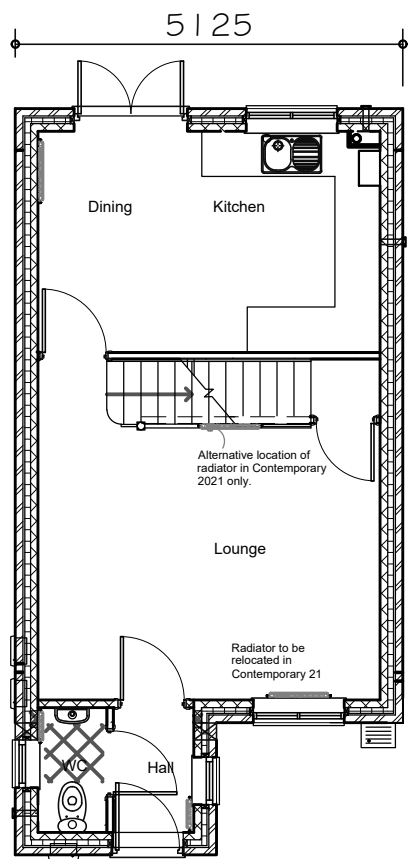 5125
Dining
Kitchen
Alternative location of
radiator in Contemporary
2021 only.
Lounge
Radiator to be
relocated in
Contemporary 21
WC
Hall